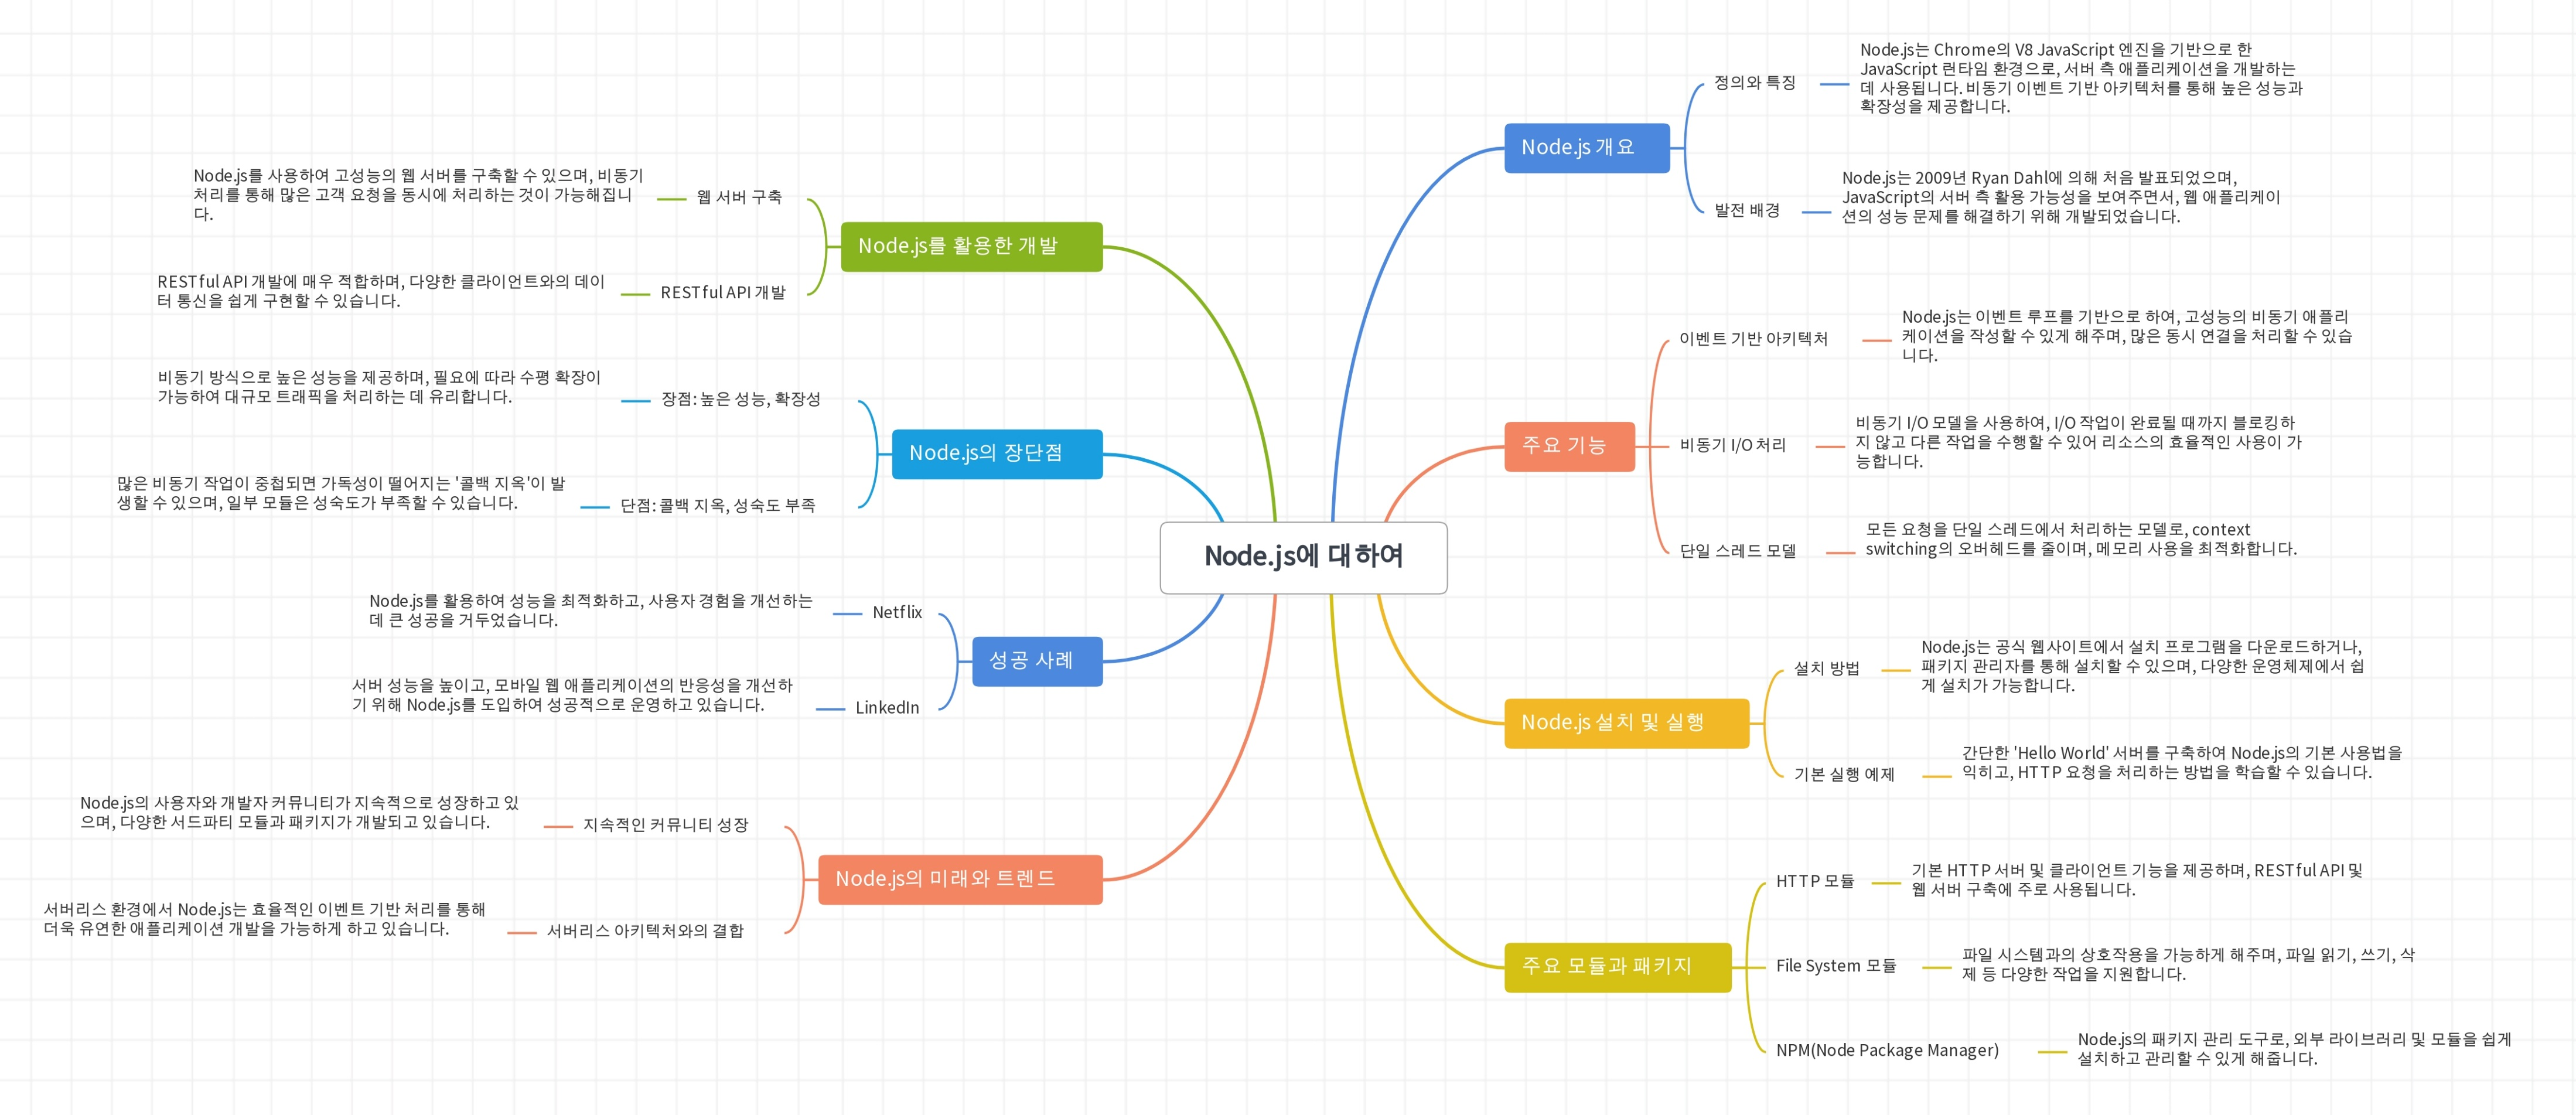 Node.js에 대하여
Node.js 개요
정의와 특징
Node.js는 Chrome의 V8 JavaScript 엔진을 기반으로 한
JavaScript 런타임 환경으로, 서버 측 애플리케이션을 개발하는
데 사용됩니다. 비동기 이벤트 기반 아키텍처를 통해 높은 성능과
확장성을 제공합니다.
발전 배경
Node.js는 2009년 Ryan Dahl에 의해 처음 발표되었으며,
JavaScript의 서버 측 활용 가능성을 보여주면서, 웹 애플리케이
션의 성능 문제를 해결하기 위해 개발되었습니다.
주요 기능
이벤트 기반 아키텍처
Node.js는 이벤트 루프를 기반으로 하여, 고성능의 비동기 애플리
케이션을 작성할 수 있게 해주며, 많은 동시 연결을 처리할 수 있습
니다.
비동기 I/O 처리
비동기 I/O 모델을 사용하여, I/O 작업이 완료될 때까지 블로킹하
지 않고 다른 작업을 수행할 수 있어 리소스의 효율적인 사용이 가
능합니다.
단일 스레드 모델
모든 요청을 단일 스레드에서 처리하는 모델로, context
switching의 오버헤드를 줄이며, 메모리 사용을 최적화합니다.
Node.js 설치 및 실행
설치 방법
Node.js는 공식 웹사이트에서 설치 프로그램을 다운로드하거나,
패키지 관리자를 통해 설치할 수 있으며, 다양한 운영체제에서 쉽
게 설치가 가능합니다.
기본 실행 예제
간단한 'Hello World' 서버를 구축하여 Node.js의 기본 사용법을
익히고, HTTP 요청을 처리하는 방법을 학습할 수 있습니다.
주요 모듈과 패키지
HTTP 모듈
기본 HTTP 서버 및 클라이언트 기능을 제공하며, RESTful API 및
웹 서버 구축에 주로 사용됩니다.
File System 모듈
파일 시스템과의 상호작용을 가능하게 해주며, 파일 읽기, 쓰기, 삭
제 등 다양한 작업을 지원합니다.
NPM(Node Package Manager)
Node.js의 패키지 관리 도구로, 외부 라이브러리 및 모듈을 쉽게
설치하고 관리할 수 있게 해줍니다.
Node.js를 활용한 개발
웹 서버 구축
Node.js를 사용하여 고성능의 웹 서버를 구축할 수 있으며, 비동기
처리를 통해 많은 고객 요청을 동시에 처리하는 것이 가능해집니
다.
RESTful API 개발
RESTful API 개발에 매우 적합하며, 다양한 클라이언트와의 데이
터 통신을 쉽게 구현할 수 있습니다.
Node.js의 장단점
장점: 높은 성능, 확장성
비동기 방식으로 높은 성능을 제공하며, 필요에 따라 수평 확장이
가능하여 대규모 트래픽을 처리하는 데 유리합니다.
단점: 콜백 지옥, 성숙도 부족
많은 비동기 작업이 중첩되면 가독성이 떨어지는 '콜백 지옥'이 발
생할 수 있으며, 일부 모듈은 성숙도가 부족할 수 있습니다.
성공 사례
Netflix
Node.js를 활용하여 성능을 최적화하고, 사용자 경험을 개선하는
데 큰 성공을 거두었습니다.
LinkedIn
서버 성능을 높이고, 모바일 웹 애플리케이션의 반응성을 개선하
기 위해 Node.js를 도입하여 성공적으로 운영하고 있습니다.
Node.js의 미래와 트렌드
지속적인 커뮤니티 성장
Node.js의 사용자와 개발자 커뮤니티가 지속적으로 성장하고 있
으며, 다양한 서드파티 모듈과 패키지가 개발되고 있습니다.
서버리스 아키텍처와의 결합
서버리스 환경에서 Node.js는 효율적인 이벤트 기반 처리를 통해
더욱 유연한 애플리케이션 개발을 가능하게 하고 있습니다.